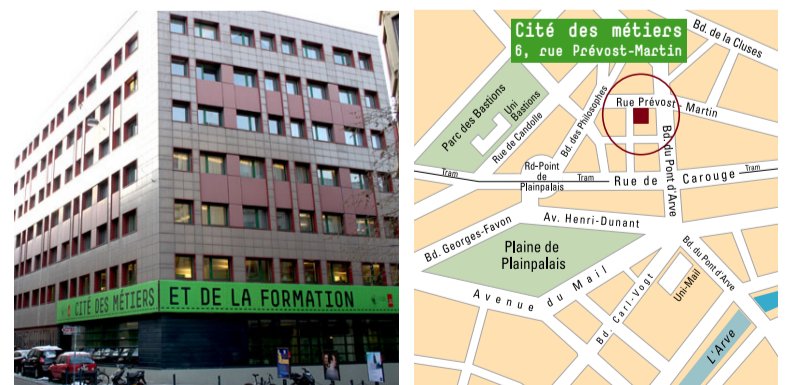 CITÉ DES MÉTIERS ET DE LA FORMATION
Cité des métiers
6, rue Prévost-Martin
Bd. de la Cluses
Parc des Bastions
Uni Bastions
Rue de Candolle
Bd. des Philosophes
Rue Prévost - Martin
Bd. du Pont d'Arve
Tram
Rd-Point
de
Plainpalais
Tram
Rue de Carouge
Tram
Bd. Georges-Favon
Av. Henri-Dunant
Plaine de
Plainpalais
Avenue du Mail
Bd. Carl-Vogt
Uni-Mail
Bd. du Pont d'Arve
L'Arve